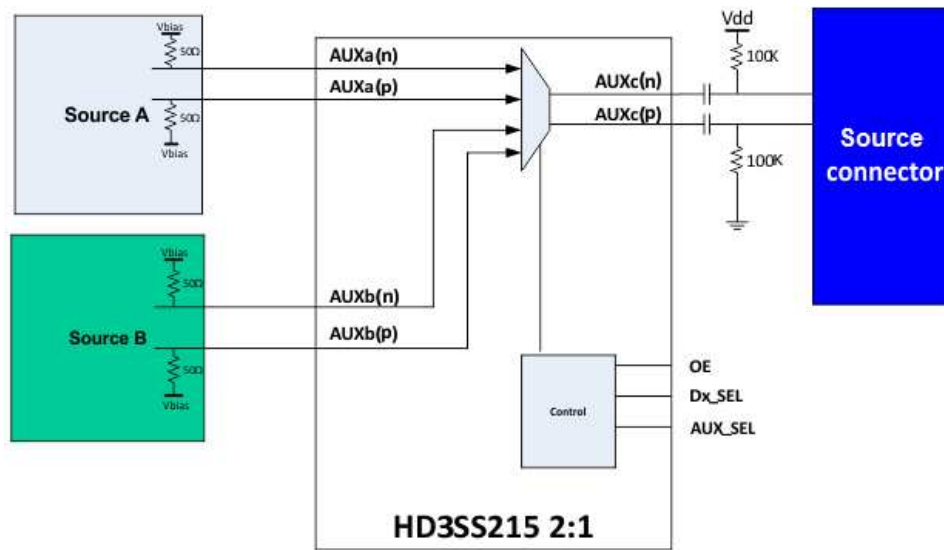 Vbias
50Ω
Source A
50Ω
Vbias
AUXa(n)
AUXa(p)
AUXc(n)
AUXc(p)
Vdd
100K
100K
Source
connector
Vbias
50Ω
Source B
50Ω
Vbias
AUXb(n)
AUXb(p)
Control
OE
Dx_SEL
AUX_SEL
HD3SS215 2:1